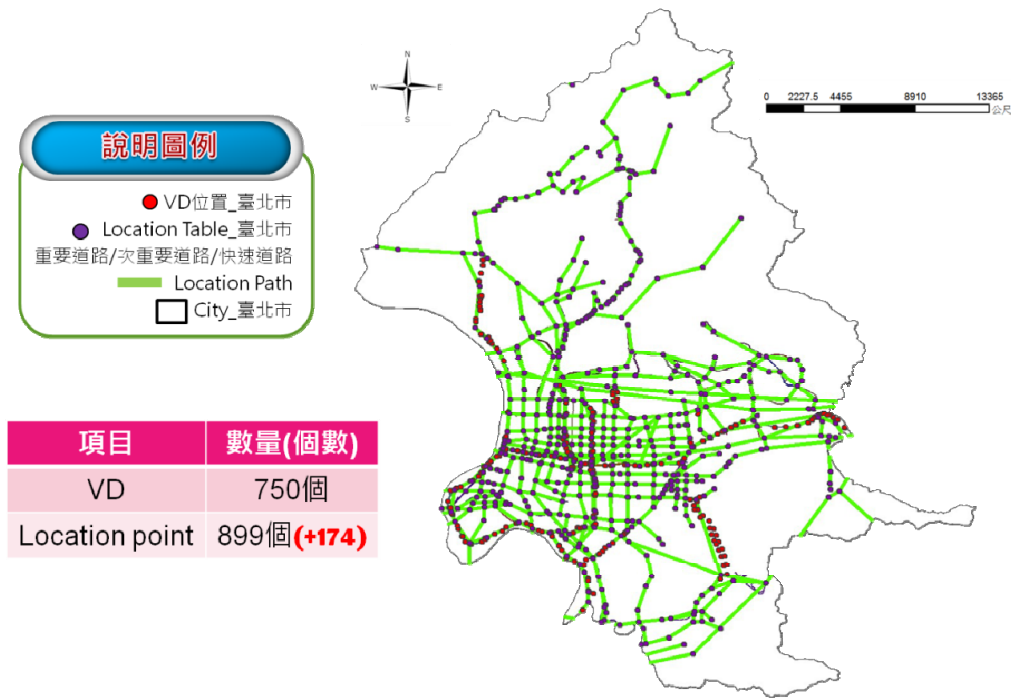 N
W
E
S
0 2227.5 4455 8910 13365
公尺
說明圖例
VD位置_臺北市
Location Table_臺北市
重要道路/次重要道路/快速道路
Location Path
City_臺北市
項目 數量(個數)
VD 750個
Location point 899個(+174)